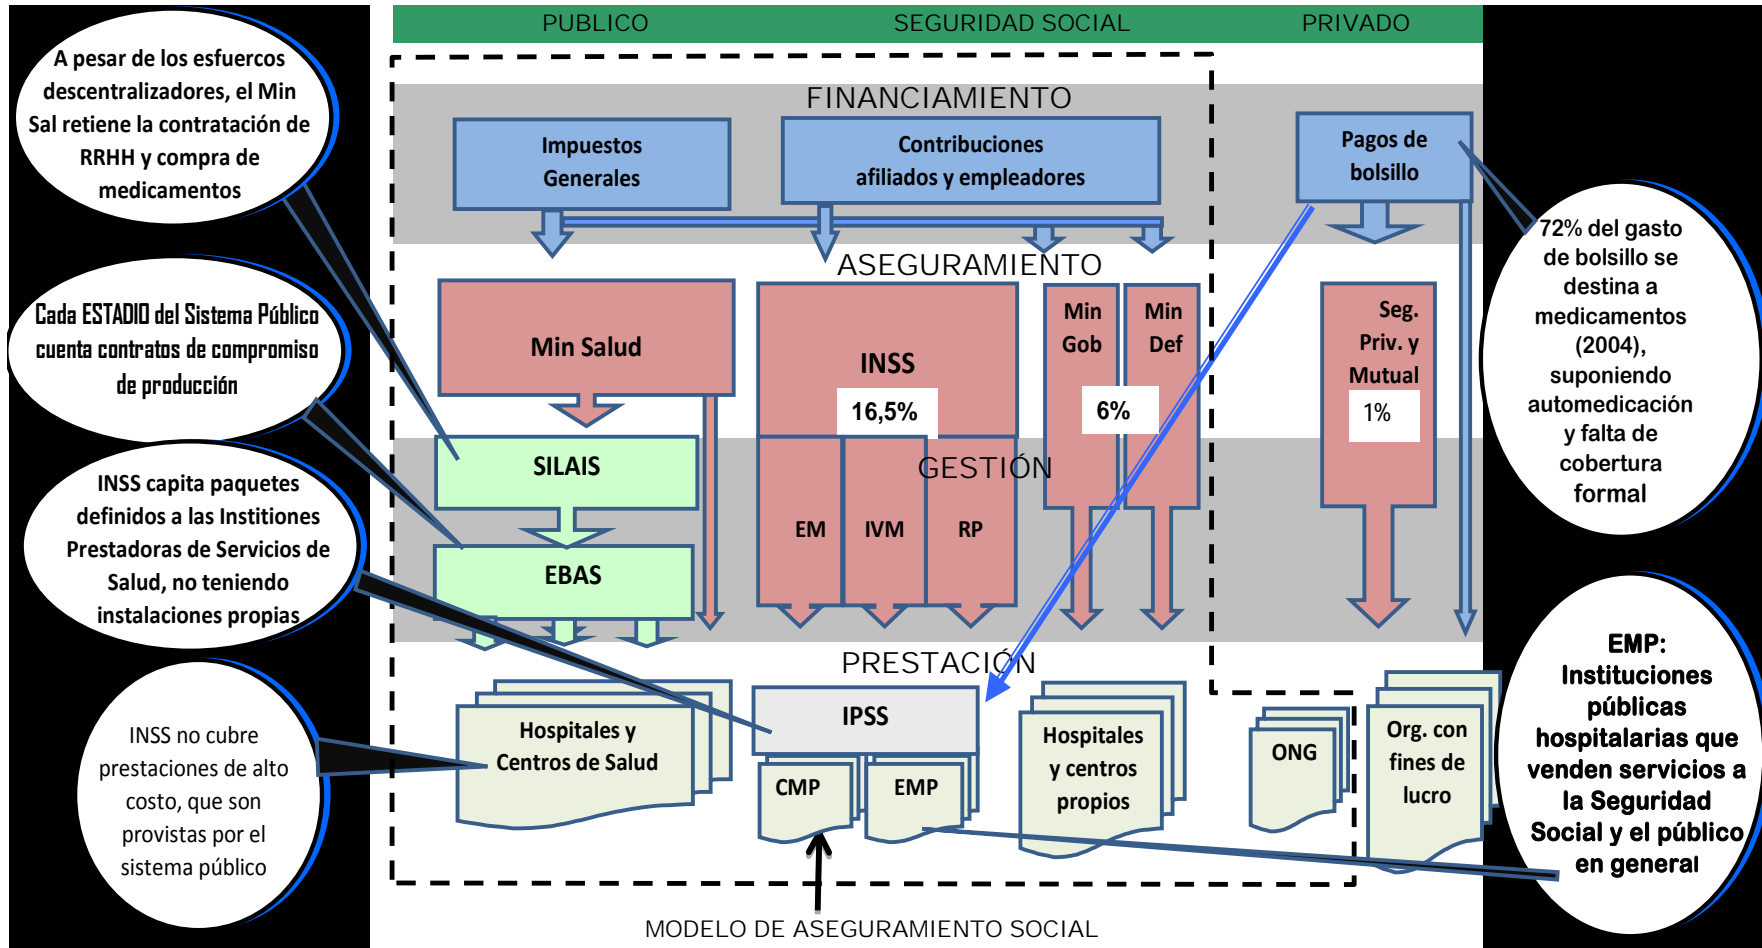 PUBLICO
SEGURIDAD SOCIAL
PRIVADO
A pesar de los esfuercos
descentralizadores, el Min
Sal retiene la contratación de
RRHH y compra de
medicamentos
Cada ESTADIO del Sistema Público
cuenta contratos de compromiso
de producción
INSS capita paquetes
definidos a las Institiones
Prestadoras de Servicios de
Salud, no teniendo
instalaciones propias
INSS no cubre
prestaciones de alto
costo, que son
provistas por el
sistema público
FINANCIAMIENTO
Impuestos
Generales
Contribuciones
afiliados y empleadores
Pagos de
bolsillo
ASEGURAMIENTO
Min Salud
INSS
16,5%
Min
Gob
Min
Def
6%
Seg.
Priv. y
Mutual
1%
GESTIÓN
SILAIS
EBAS
EM
IVM
RP
PRESTACIÓN
Hospitales y
Centros de Salud
IPSS
CMP
EMP
Hospitales
y centros
propios
ONG
Org. con
fines de
lucro
MODELO DE ASEGURAMIENTO SOCIAL
72% del gasto
de bolsillo se
destina a
medicamentos
(2004),
suponiendo
automedicación
y falta de
cobertura
formal
EMP:
Instituciones
públicas
hospitalarias que
venden servicios a
la Seguridad
Social y el público
en general